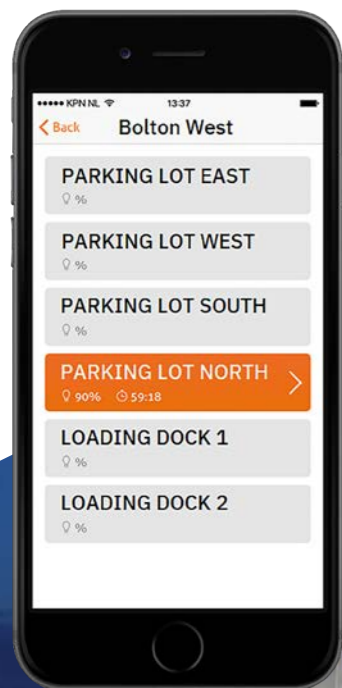 KPN NL 13:37
Back Bolton West
PARKING LOT EAST
%
PARKING LOT WEST
%
PARKING LOT SOUTH
%
PARKING LOT NORTH
90% 59:18
LOADING DOCK 1
%
LOADING DOCK 2
%